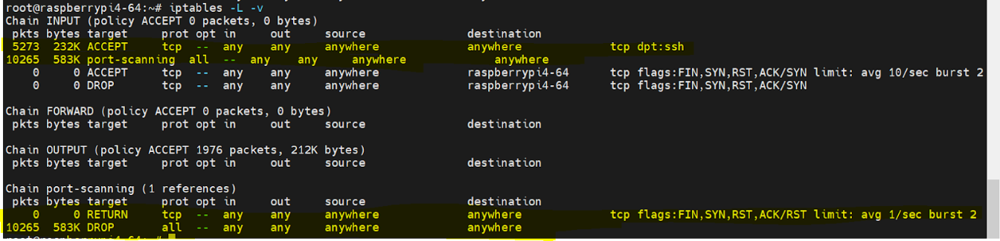 root@raspberrypi4-64:~# iptables -L -v
Chain INPUT (policy ACCEPT 0 packets, 0 bytes)
pkts bytes target prot opt in out source destination
5273 232K ACCEPT tcp -- any any anywhere anywhere tcp dpt:ssh
10265 583K port-scanning all -- any any anywhere anywhere
0 0 ACCEPT tcp -- any any anywhere raspberrypi4-64 tcp flags:FIN,SYN,RST,ACK/SYN limit: avg 10/sec burst 2
0 0 DROP tcp -- any any anywhere raspberrypi4-64 tcp flags:FIN,SYN,RST,ACK/SYN
Chain FORWARD (policy ACCEPT 0 packets, 0 bytes)
pkts bytes target prot opt in out source destination
Chain OUTPUT (policy ACCEPT 1976 packets, 212K bytes)
pkts bytes target prot opt in out source destination
Chain port-scanning (1 references)
pkts bytes target prot opt in out source destination
0 0 RETURN tcp -- any any anywhere anywhere tcp flags:FIN,SYN,RST,ACK/RST limit: avg 1/sec burst 2
10265 583K DROP all -- any any anywhere anywhere
root@raspberrypi4-64:~#